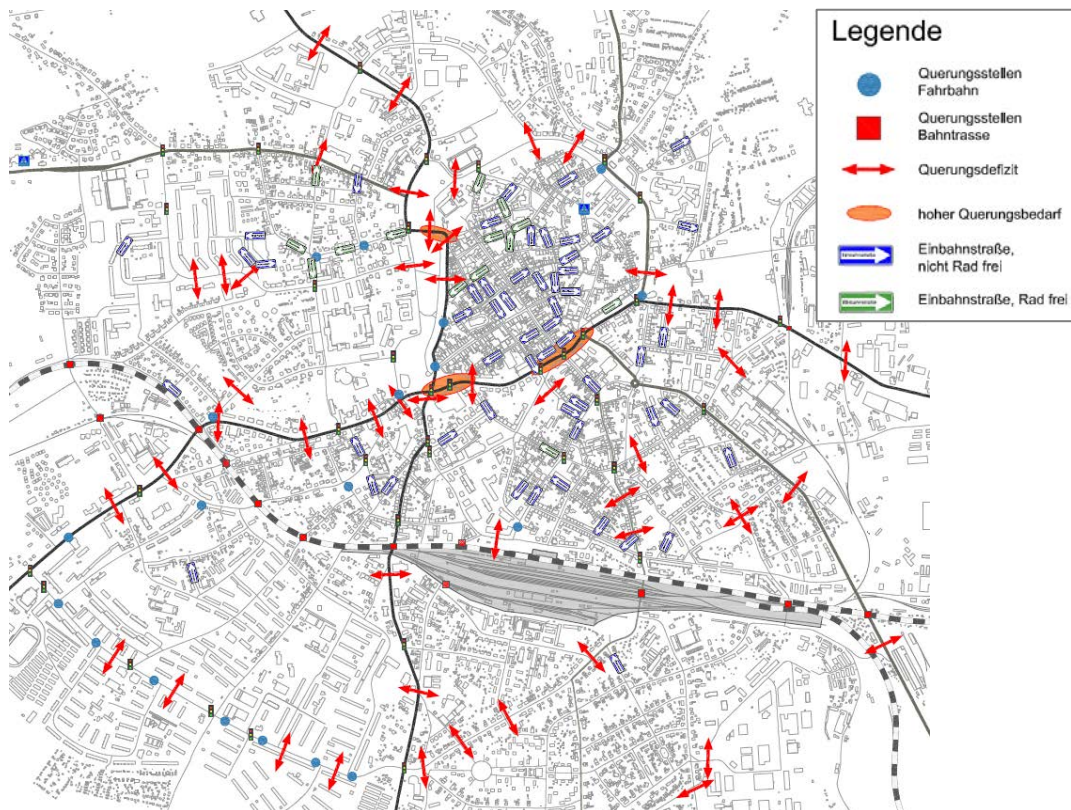 Legende
Querungsstellen
Fahrbahn
Querungsstellen
Bahntrasse
Querungsdefizit
hoher Querungsbedarf
Einbahnstraße,
nicht Rad frei
Einbahnstraße, Rad frei